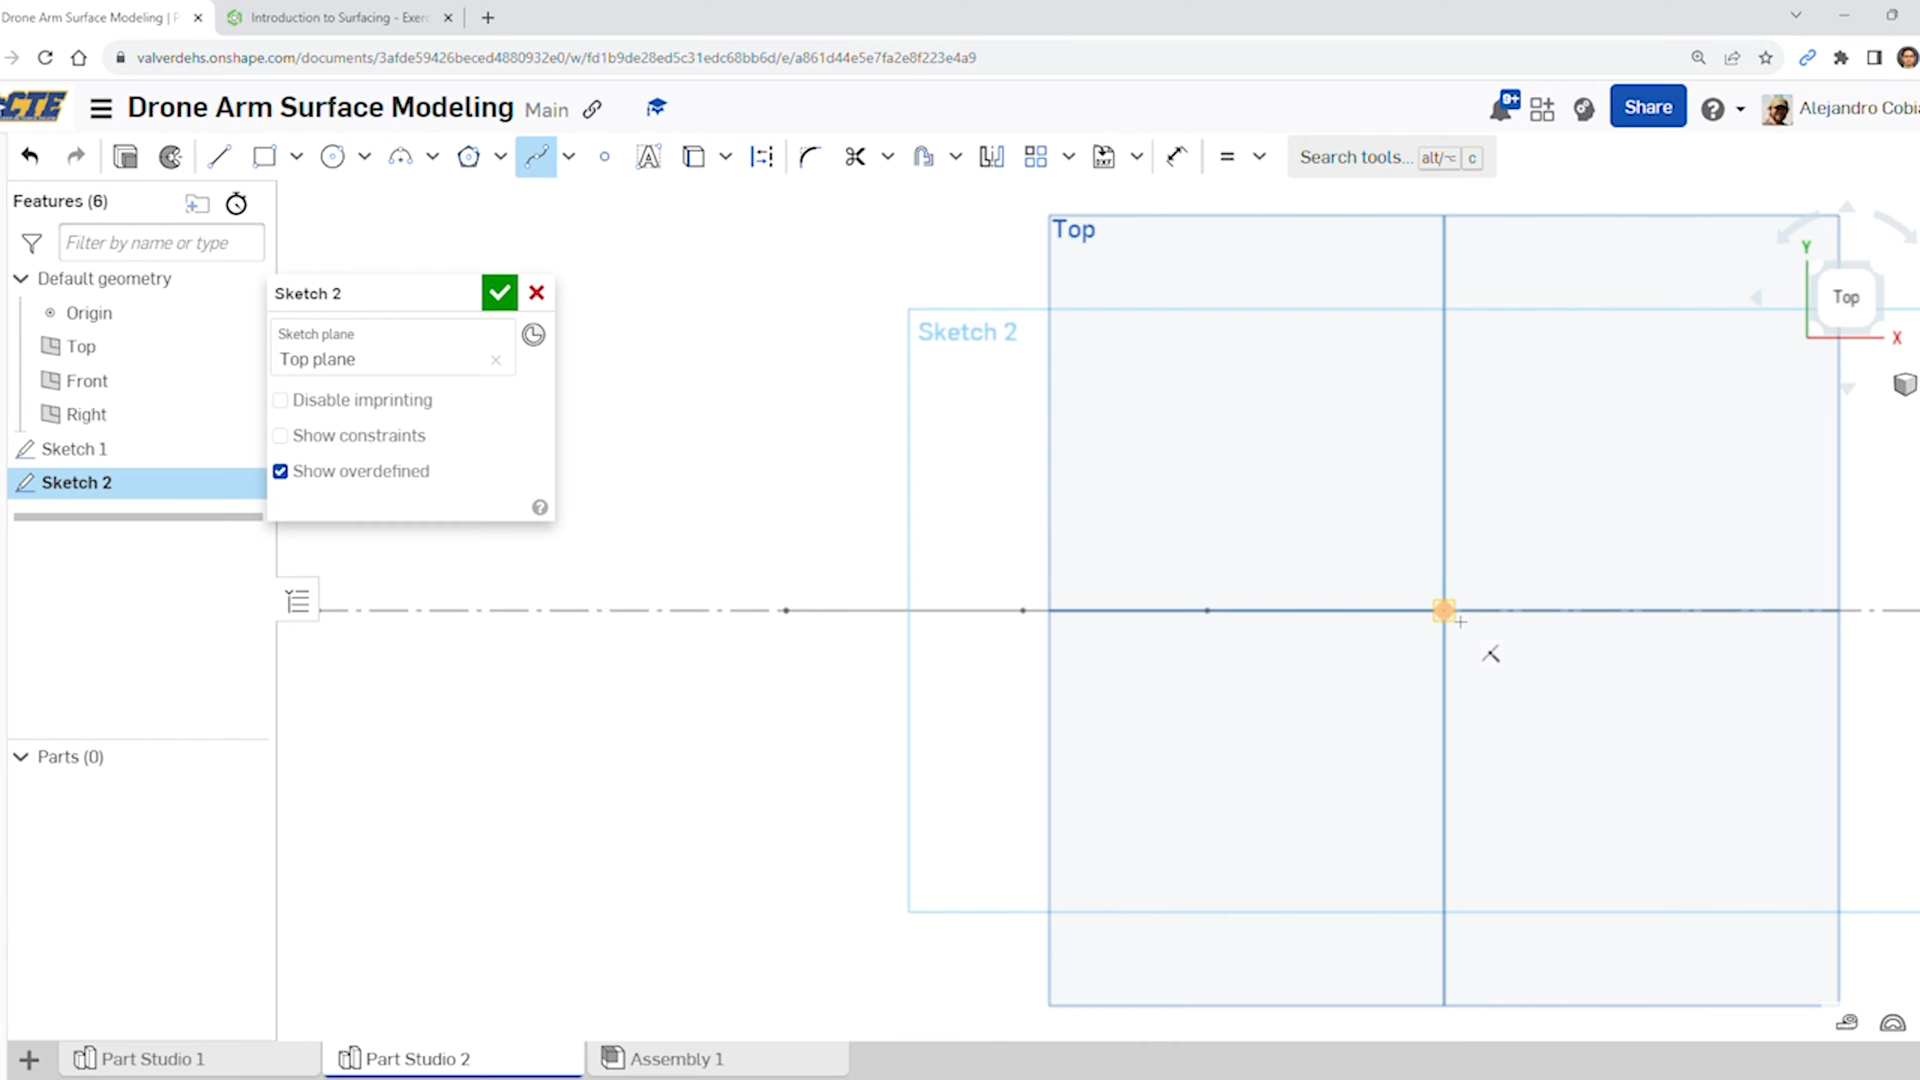 Drone Arm Surface Modeling | P
Introduction to Surfacing - Exerc
valverdehs.onshape.com/documents/3afde59426beced4880932e0/w/fd1b9de28ed5c31edc68bb6d/e/a861d44e5e7fa2e8f223e4a9
CTE
Drone Arm Surface Modeling Main
9+
Share
Alejandro Cobia
Search tools... alt/⌥ c
Features (6)
Filter by name or type
Default geometry
Origin
Top
Front
Right
Sketch 1
Sketch 2
Sketch 2
Sketch plane
Top plane
Disable imprinting
Show constraints
Show overdefined
Top
Sketch 2
Y
Top
X
Parts (0)
Part Studio 1
Part Studio 2
Assembly 1